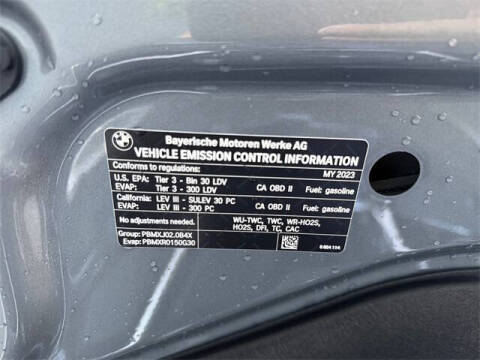 Bayerische Motoren Werke AG
VEHICLE EMISSION CONTROL INFORMATION
Conforms to regulations: MY 2023
U.S. EPA: Tier 3 - Bin 30 LDV CA OBD II Fuel: gasoline
EVAP: Tier 3 - 300 LDV
California: LEV III - SULEV 30 PC CA OBD II Fuel: gasoline
EVAP: LEV III - 300 PC
No adjustments needed. WU-TWC, TWC, WR-HO2S,
HO2S, DFI, TC, CAC
Group: PBMXJ02.0B4X
Evap: PBMXR0150G30